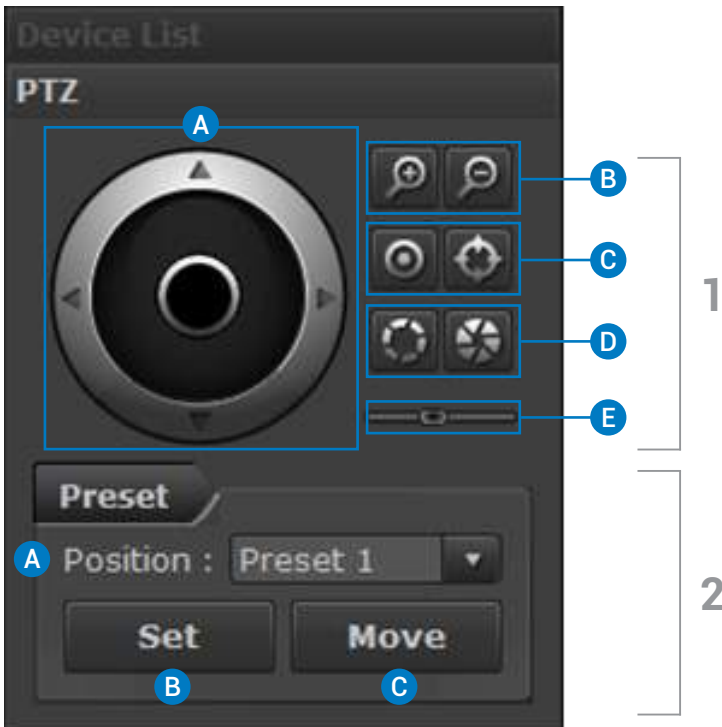 Device List
PTZ
A
B
C
1
D
E
Preset
A Position : Preset 1
2
Set Move
B C